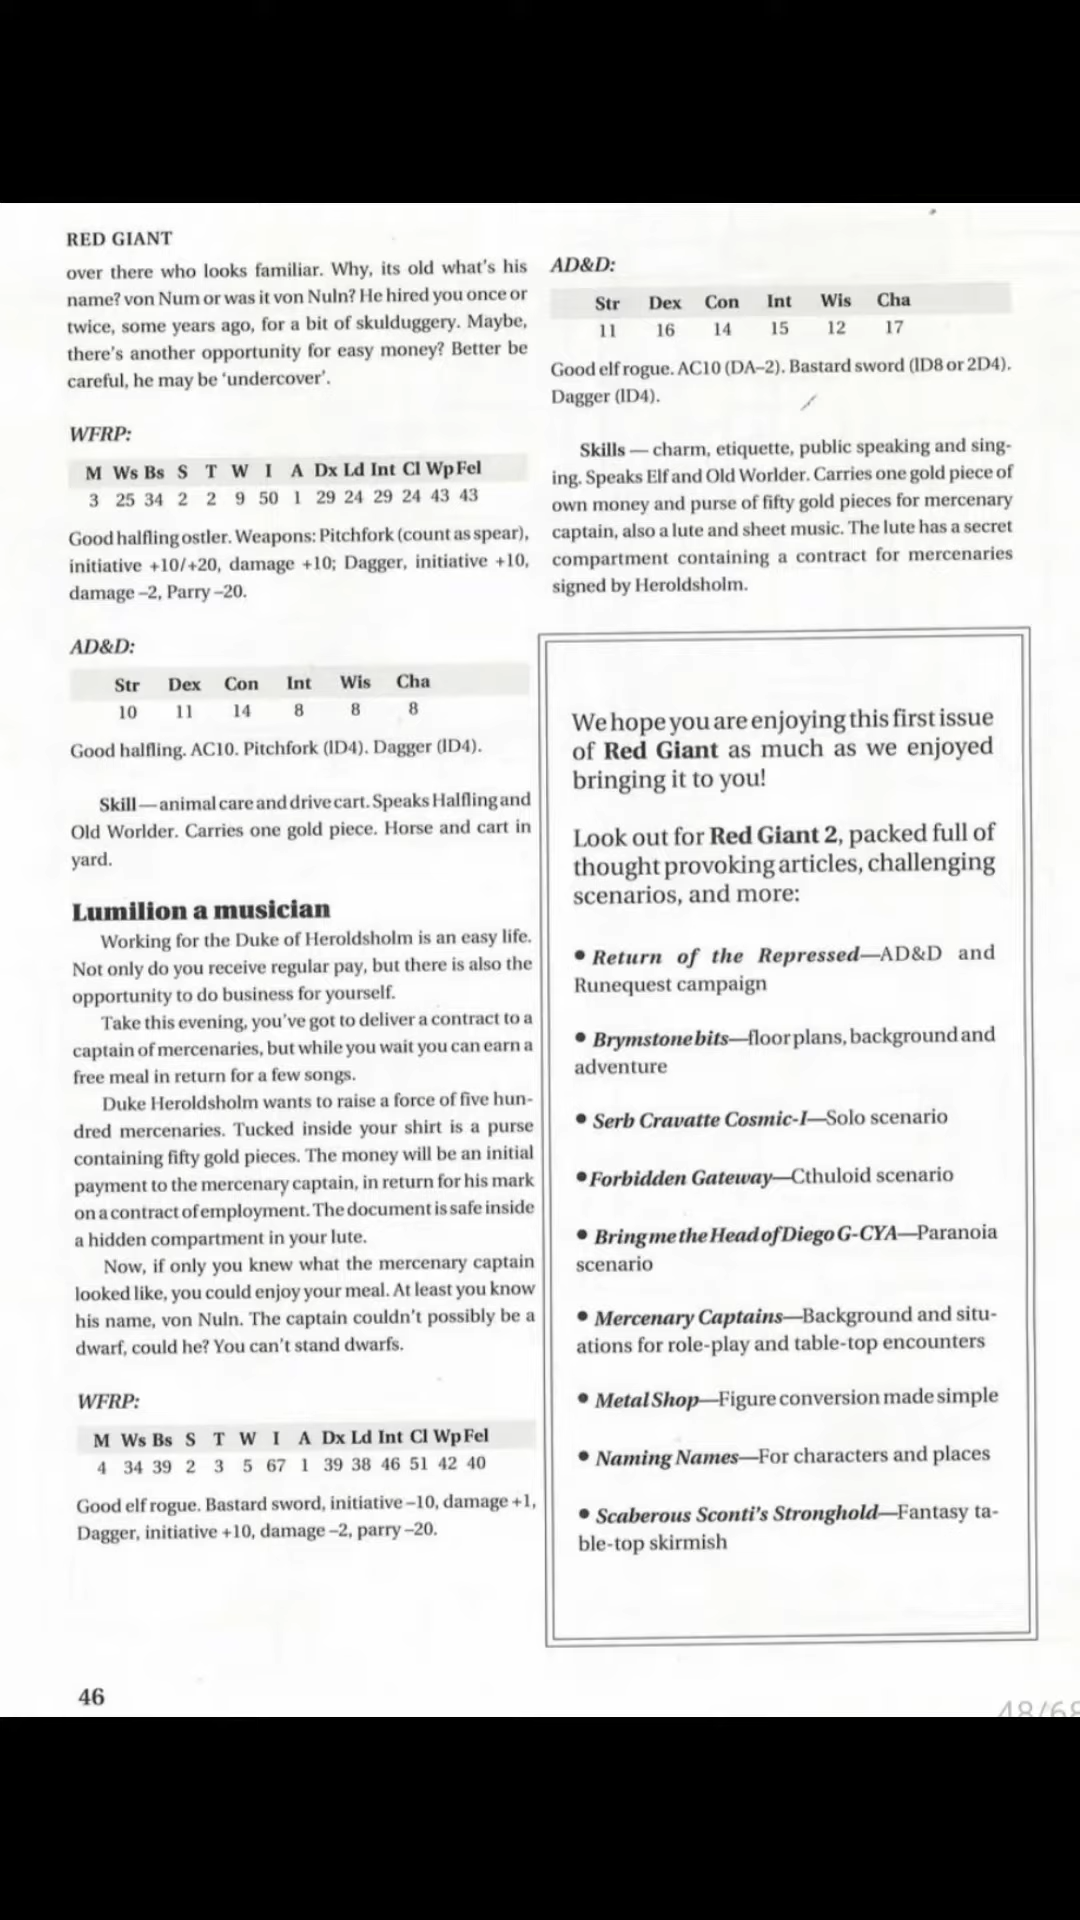 RED GIANT
over there who looks familiar. Why, its old what's his
name? von Num or was it von Nuln? He hired you once or
twice, some years ago, for a bit of skulduggery. Maybe,
there's another opportunity for easy money? Better be
careful, he may be 'undercover'.
WFRP:
M Ws Bs S T W I A Dx Ld Int Cl Wp Fel
3 25 34 2 2 9 50 1 29 24 29 24 43 43
Good halfling ostler. Weapons: Pitchfork (count as spear),
initiative +10/+20, damage +10; Dagger, initiative +10,
damage –2, Parry –20.
AD&D:
Str Dex Con Int Wis Cha
10 11 14 8 8 8
Good halfling. AC10. Pitchfork (lD4). Dagger (lD4).
Skill — animal care and drive cart. Speaks Halfling and
Old Worlder. Carries one gold piece. Horse and cart in
yard.
Lumilion a musician
Working for the Duke of Heroldsholm is an easy life.
Not only do you receive regular pay, but there is also the
opportunity to do business for yourself.
Take this evening, you've got to deliver a contract to a
captain of mercenaries, but while you wait you can earn a
free meal in return for a few songs.
Duke Heroldsholm wants to raise a force of five hun-
dred mercenaries. Tucked inside your shirt is a purse
containing fifty gold pieces. The money will be an initial
payment to the mercenary captain, in return for his mark
on a contract of employment. The document is safe inside
a hidden compartment in your lute.
Now, if only you knew what the mercenary captain
looked like, you could enjoy your meal. At least you know
his name, von Nuln. The captain couldn't possibly be a
dwarf, could he? You can't stand dwarfs.
WFRP:
M Ws Bs S T W I A Dx Ld Int Cl Wp Fel
4 34 39 2 3 5 67 1 39 38 46 51 42 40
Good elf rogue. Bastard sword, initiative –10, damage +1,
Dagger, initiative +10, damage –2, parry –20.
AD&D:
Str Dex Con Int Wis Cha
11 16 14 15 12 17
Good elf rogue. AC10 (DA–2). Bastard sword (lD8 or 2D4).
Dagger (lD4).
Skills — charm, etiquette, public speaking and sing-
ing. Speaks Elf and Old Worlder. Carries one gold piece of
own money and purse of fifty gold pieces for mercenary
captain, also a lute and sheet music. The lute has a secret
compartment containing a contract for mercenaries
signed by Heroldsholm.
We hope you are enjoying this first issue
of Red Giant as much as we enjoyed
bringing it to you!
Look out for Red Giant 2, packed full of
thought provoking articles, challenging
scenarios, and more:
• Return of the Repressed—AD&D and
Runequest campaign
• Brymstone bits—floor plans, background and
adventure
• Serb Cravatte Cosmic-I—Solo scenario
• Forbidden Gateway—Cthuloid scenario
• Bring me the Head of Diego G-CYA—Paranoia
scenario
• Mercenary Captains—Background and situ-
ations for role-play and table-top encounters
• Metal Shop—Figure conversion made simple
• Naming Names—For characters and places
• Scaberous Sconti's Stronghold—Fantasy ta-
ble-top skirmish
46
48/68